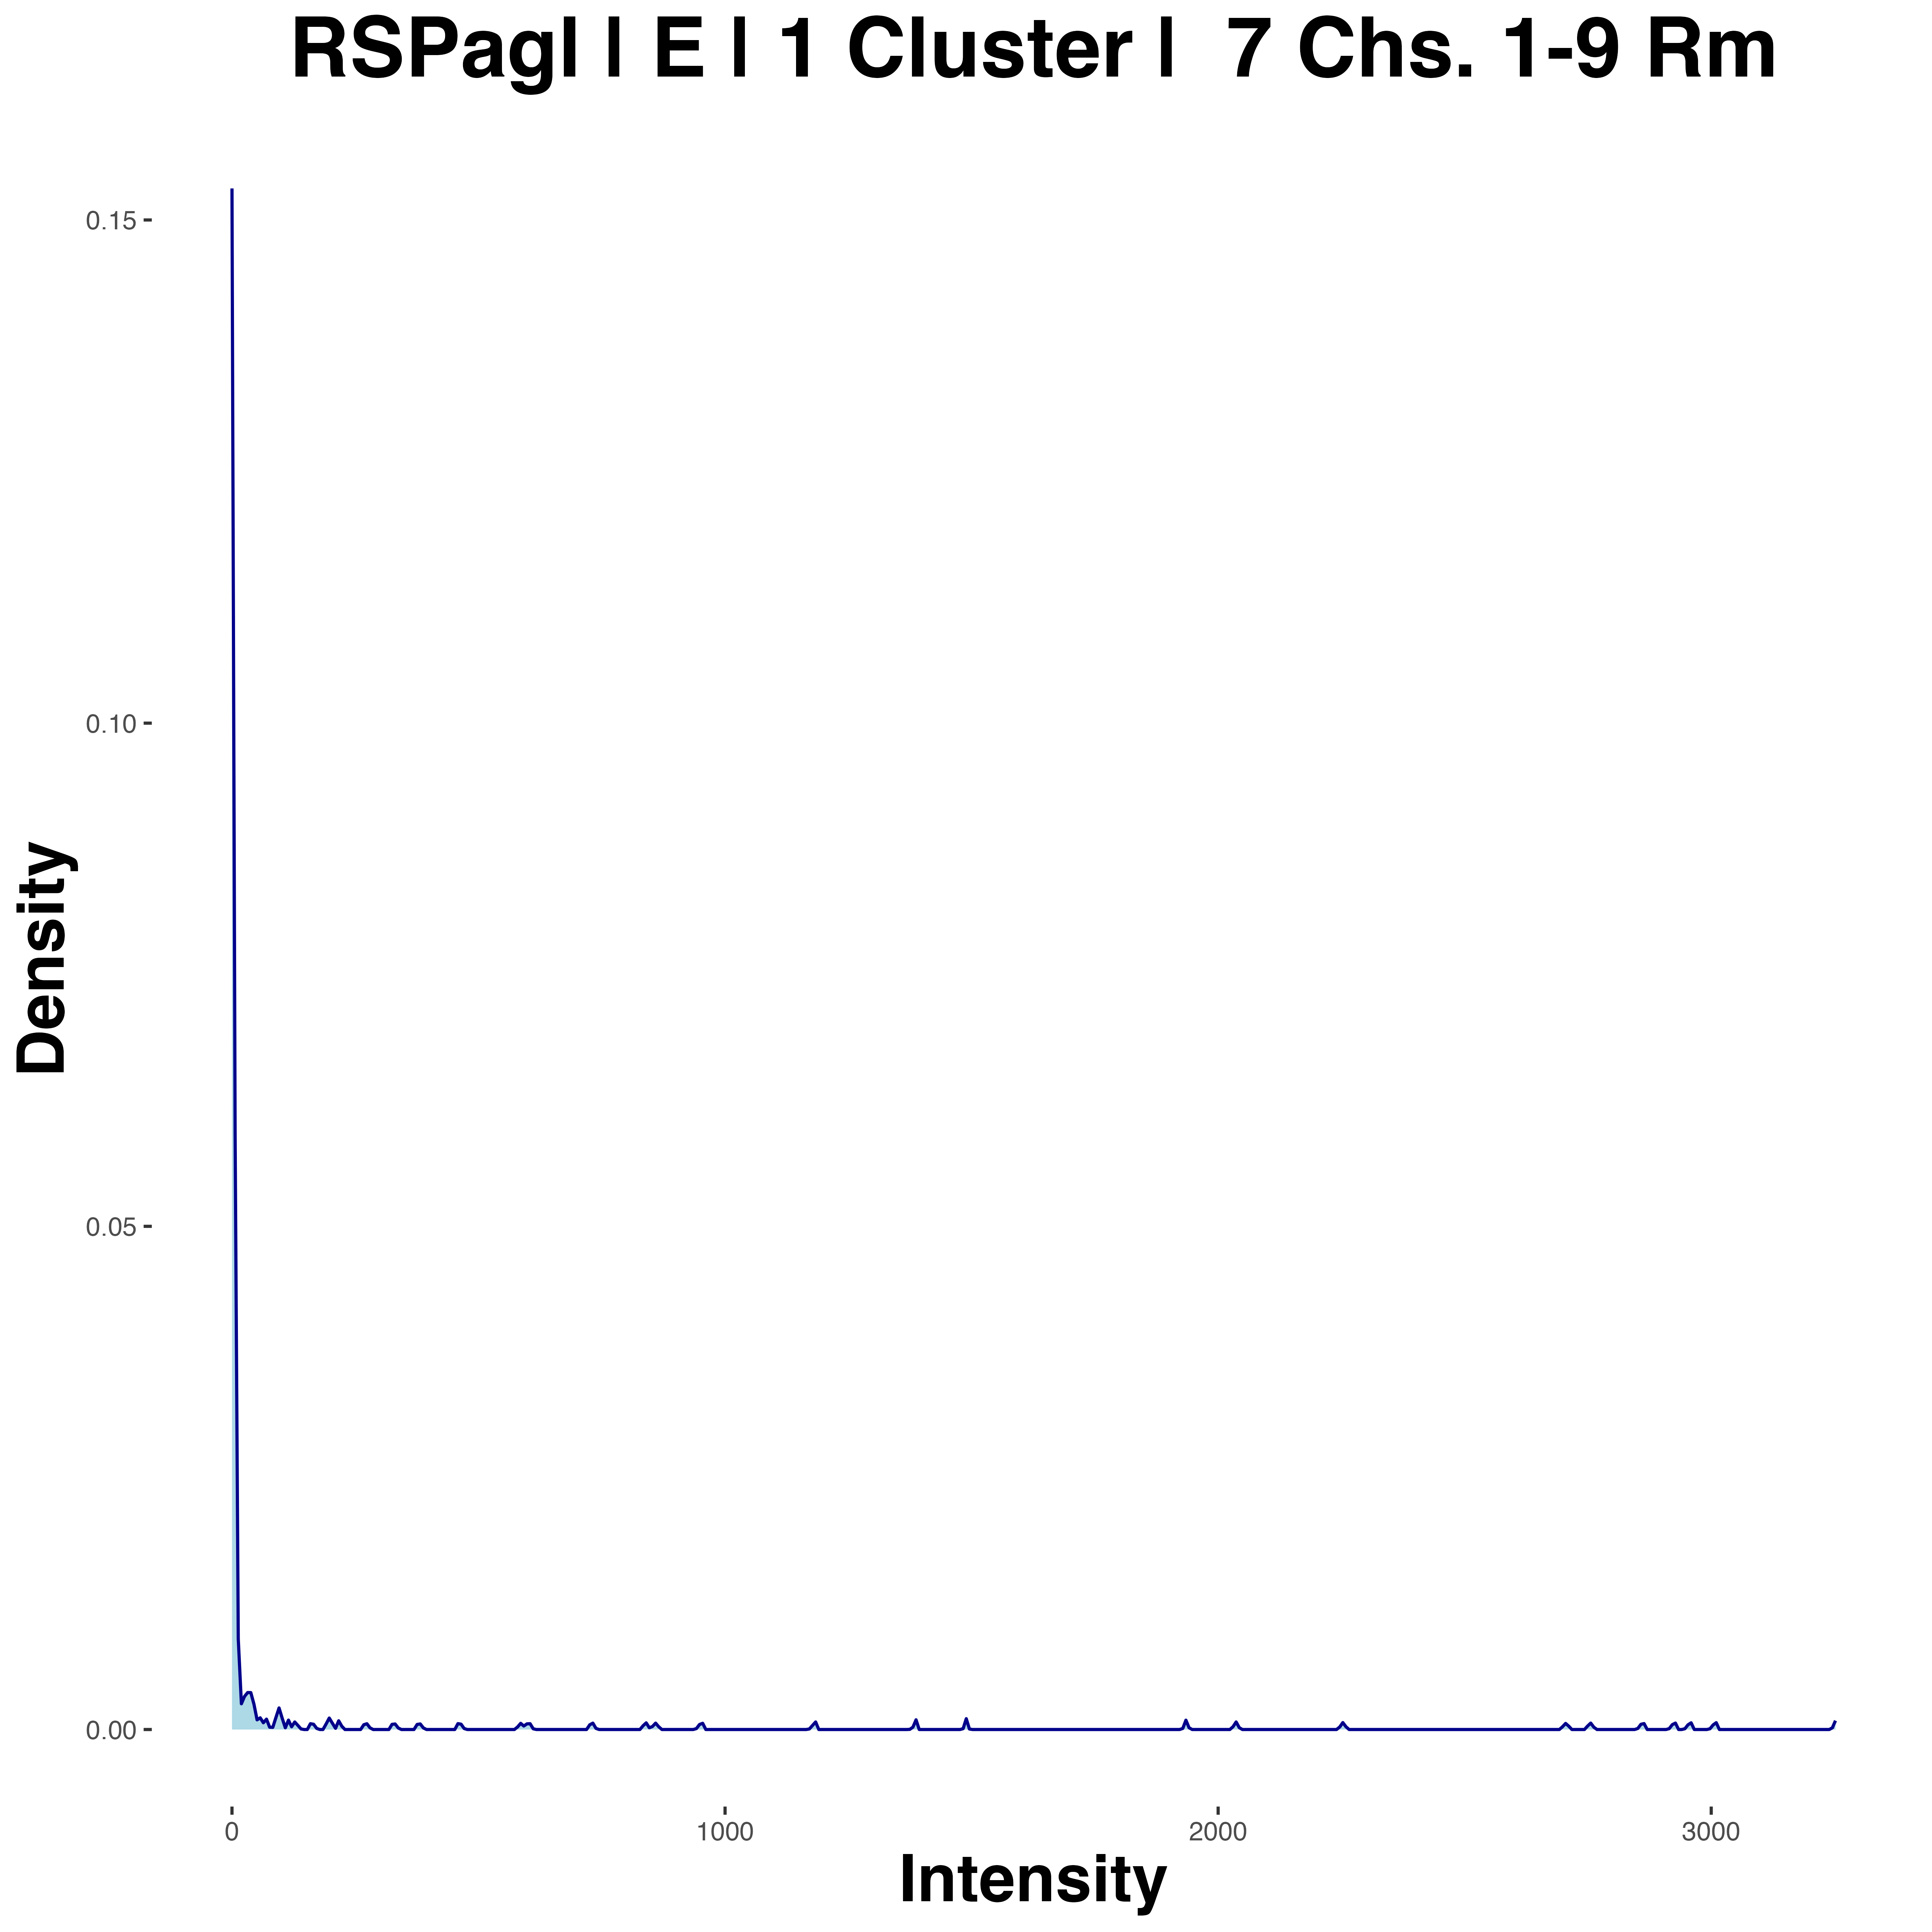 RSPagl | E | 1 Cluster | 7 Chs. 1-9 Rm
0.15
0.10
0.05
0.00
Density
0
1000
2000
3000
Intensity